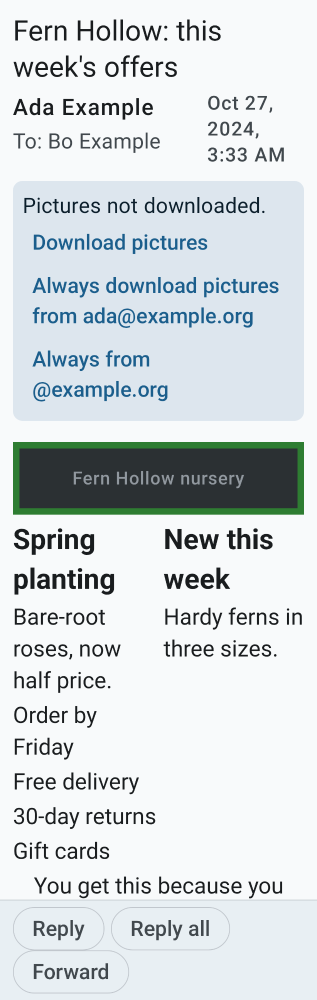 Fern Hollow: this
week's offers
Ada Example
To: Bo Example
Oct 27,
2024,
3:33 AM
Pictures not downloaded.
Download pictures
Always download pictures
from ada@example.org
Always from
@example.org
Fern Hollow nursery
Spring
planting
Bare-root
roses, now
half price.
Order by
Friday
New this
week
Hardy ferns in
three sizes.
Free delivery
30-day returns
Gift cards
You get this because you
Reply
Reply all
Forward